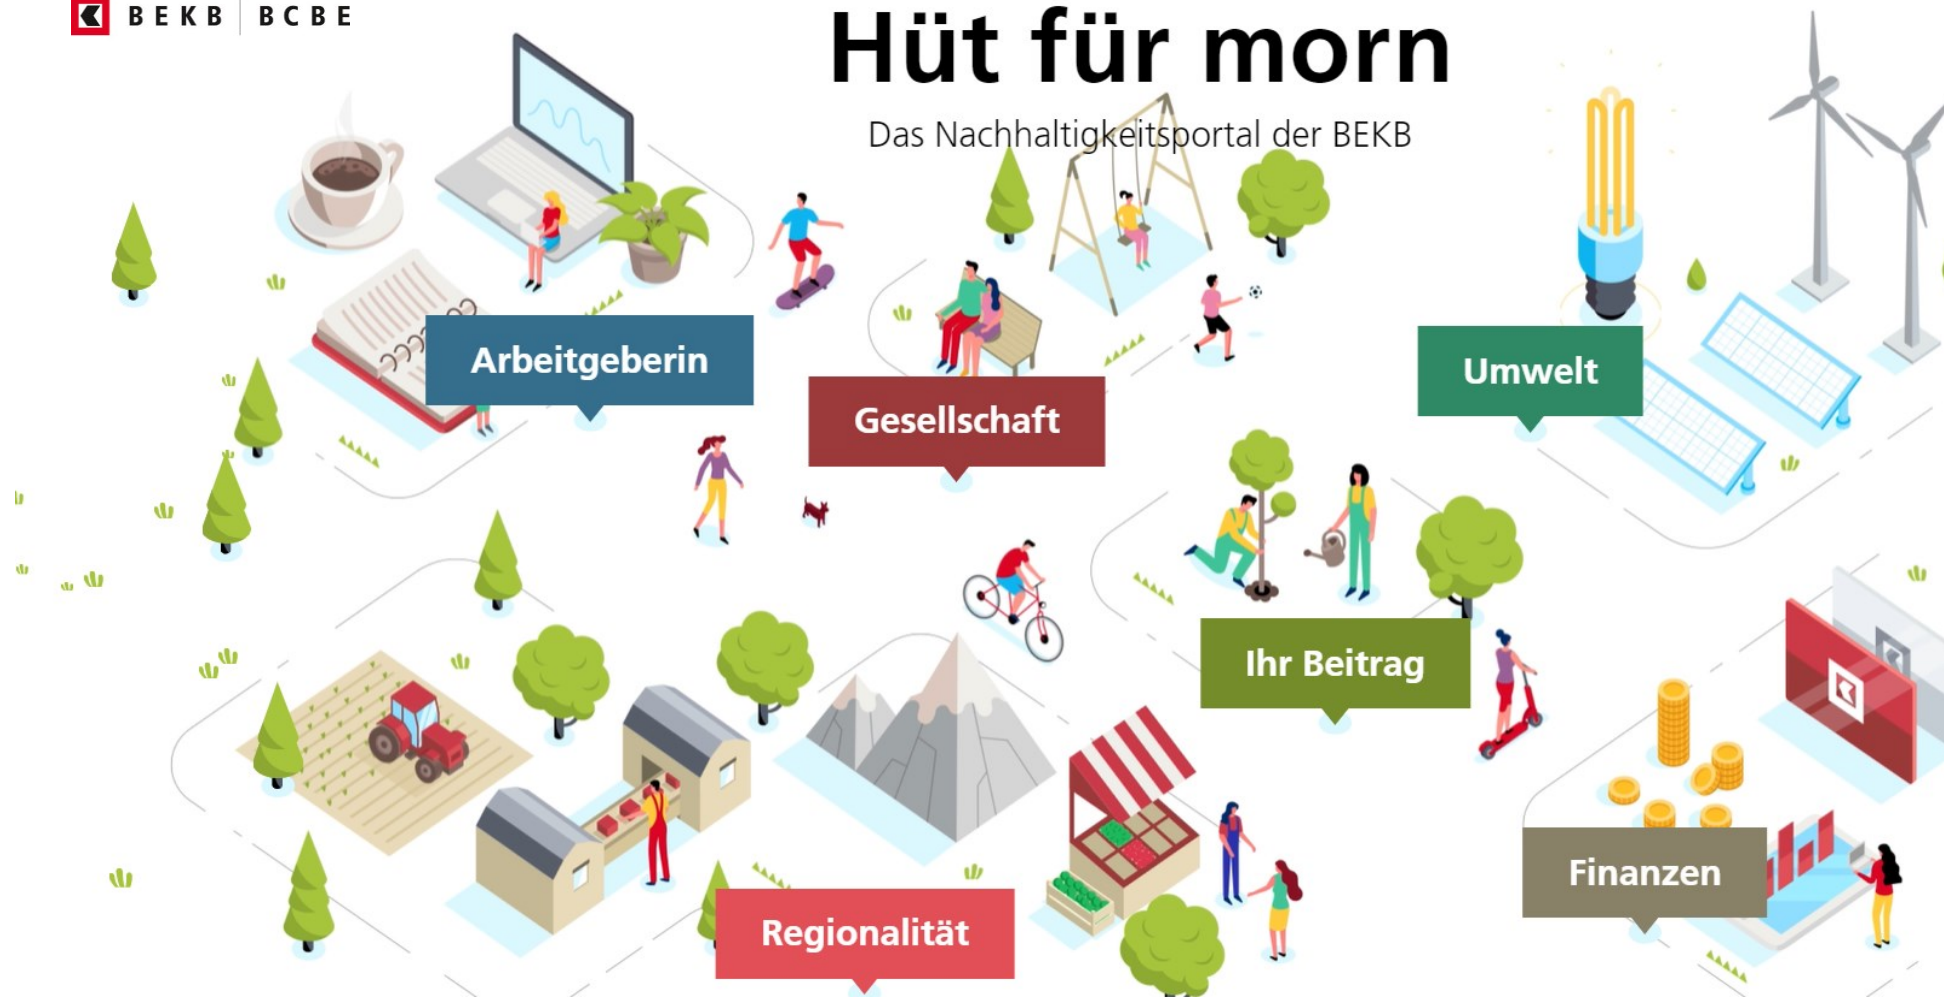 BEKB BCBE
Hüt für morn
Das Nachhaltigkeitsportal der BEKB
Arbeitgeberin
Umwelt
Gesellschaft
Ihr Beitrag
Finanzen
Regionalität